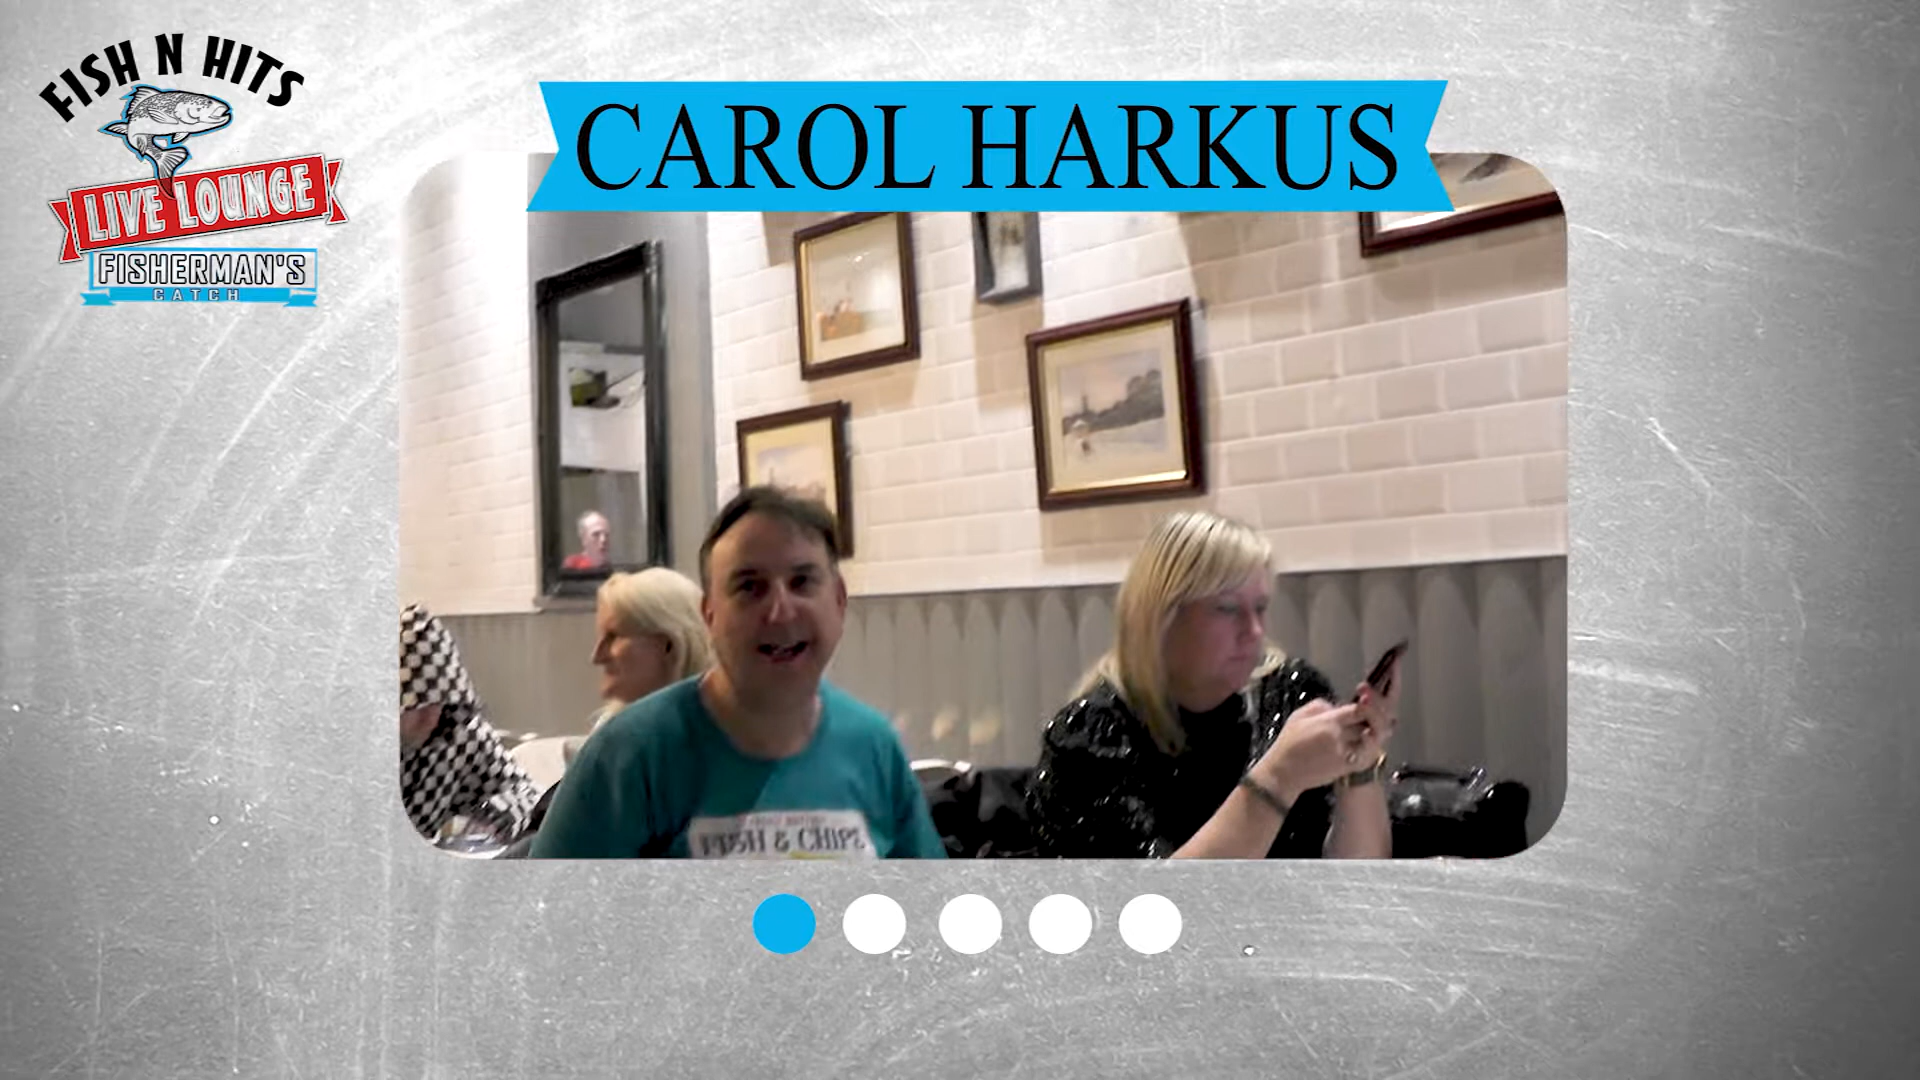 FISH N HITS
LIVE LOUNGE
FISHERMAN'S
CATCH
CAROL HARKUS
FISH & CHIPS